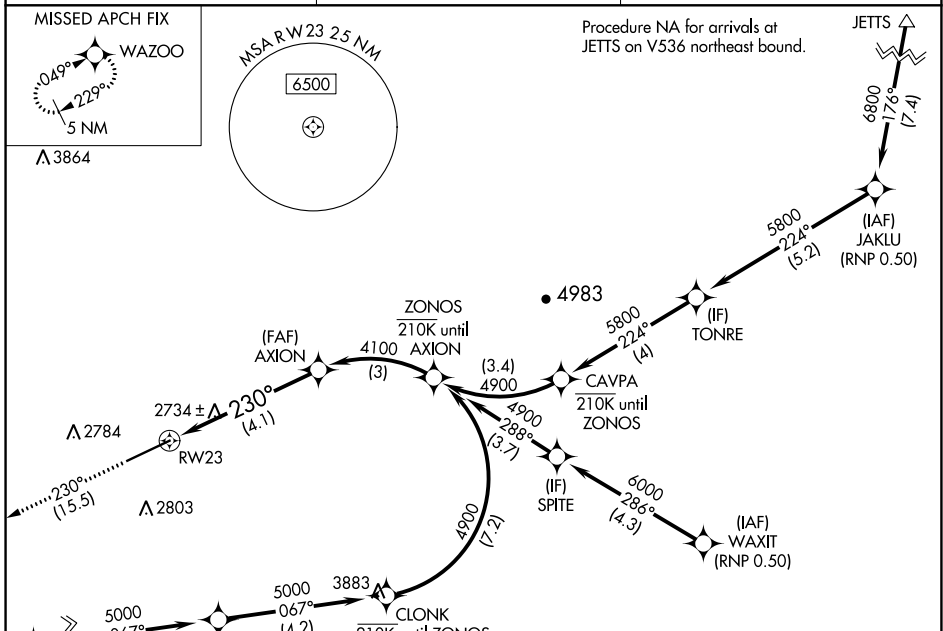 MISSED APCH FIX
WAZOO
049°
229°
5 NM
3864
MSA RW23 25 NM
6500
Procedure NA for arrivals at
JETTS on V536 northeast bound.
JETTS
6800
176°
(7.4)
(IAF)
JAKLU
(RNP 0.50)
5800
224°
(5.2)
4983
(IF)
TONRE
5800
224°
(4)
ZONOS
210K until
AXION
(FAF)
AXION
4100
(3)
(3.4)
4900
CAVPA
210K until
ZONOS
2734 ±
230°
(4.1)
2784
RW23
4900
288°
(3.7)
(IF)
SPITE
6000
286°
(4.3)
(IAF)
WAXIT
(RNP 0.50)
230°
(15.5)
2803
4900
(7.2)
3883
CLONK
210K until ZONOS
5000
067°
(4.2)
5000
067°